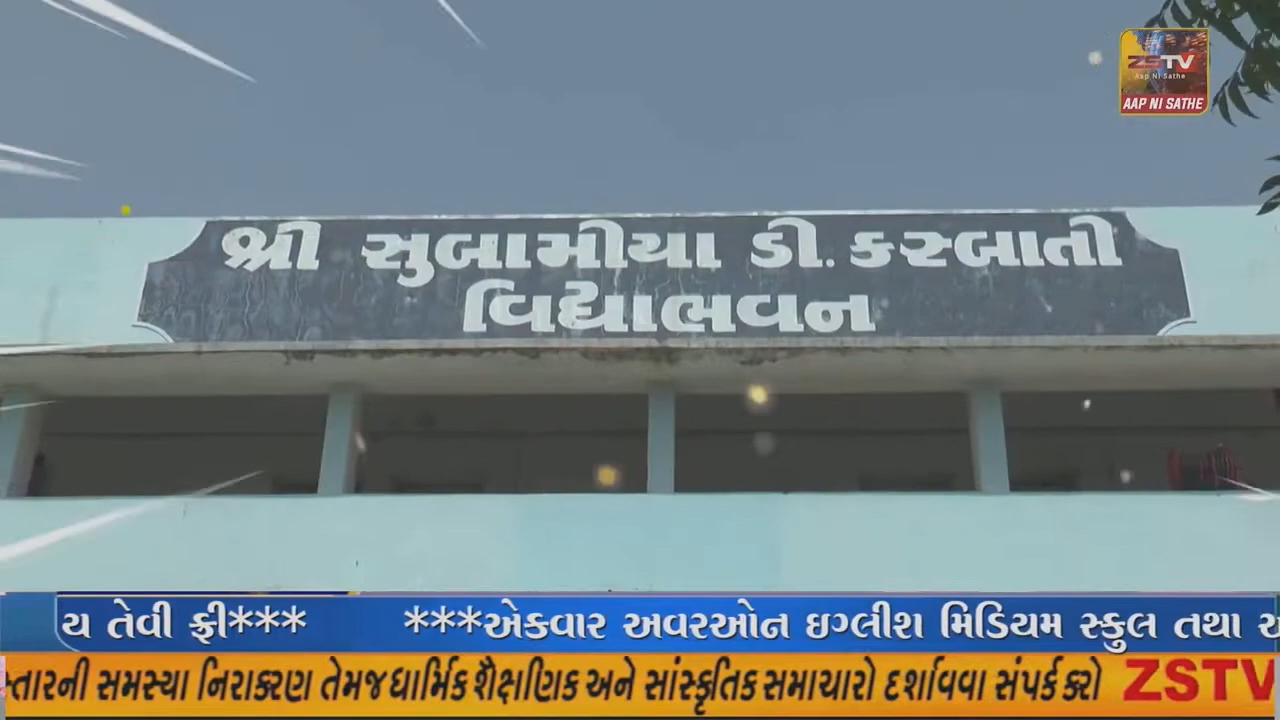 ZSTV
Aap Ni Sathe
AAP NI SATHE
શ્રી સુબામીયા ડી. કરબાતી
વિદ્યાભવન
ય તેવી ફ્રી*** ***એકવાર અવરઓન ઇગ્લીશ મિડિયમ સ્કુલ તથા
સ્તારની સમસ્યા નિરાકરણ તેમજ ધાર્મિક શૈક્ષણિક અને સાંસ્કૃતિક સમાચારો દર્શાવવા સંપર્ક કરો ZSTV